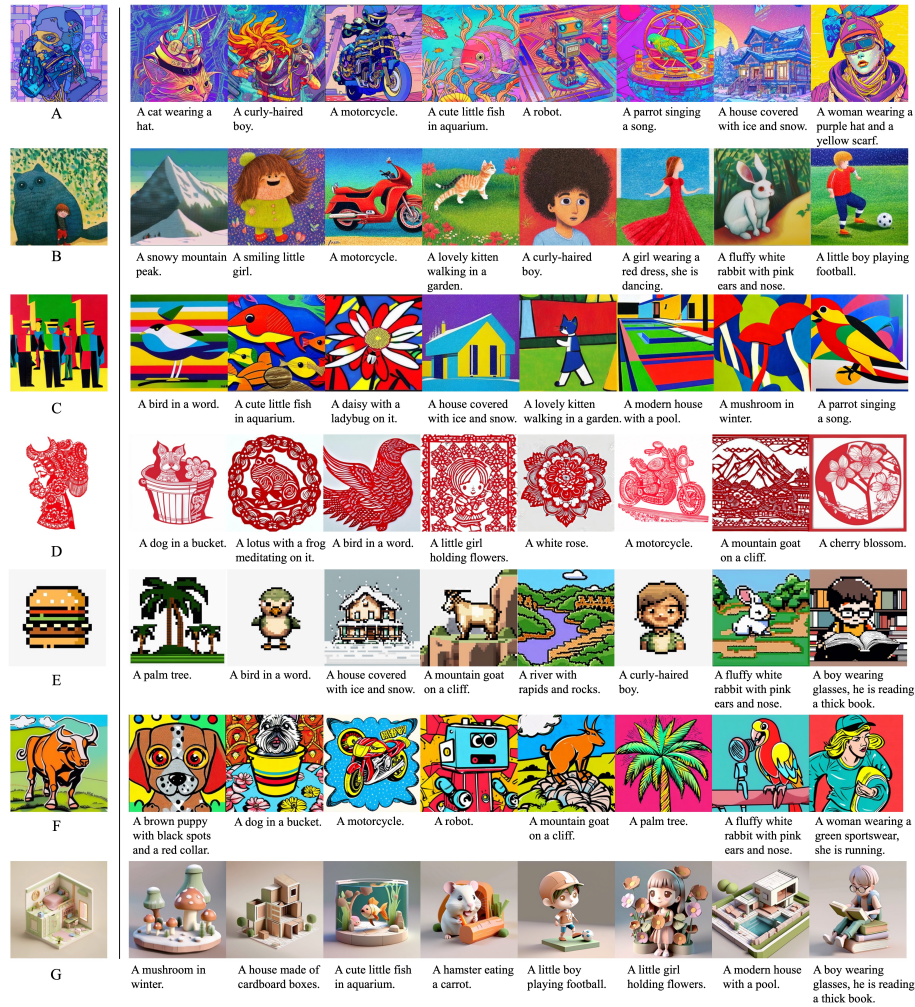 A
A cat wearing a
hat.
A curly-haired
boy.
A motorcycle.
A cute little fish
in aquarium.
A robot.
A parrot singing
a song.
A house covered
with ice and snow.
A woman wearing a
purple hat and a
yellow scarf.
B
A snowy mountain
peak.
A smiling little
girl.
A motorcycle.
A lovely kitten
walking in a
garden.
A curly-haired
boy.
A girl wearing a
red dress, she is
dancing.
A fluffy white
rabbit with pink
ears and nose.
A little boy playing
football.
C
A bird in a word.
A cute little fish
in aquarium.
A daisy with a
ladybug on it.
A house covered
with ice and snow.
A lovely kitten
walking in a garden.
A modern house
with a pool.
A mushroom in
winter.
A parrot singing
a song.
D
A dog in a bucket.
A lotus with a frog
meditating on it.
A bird in a word.
A little girl
holding flowers.
A white rose.
A motorcycle.
A mountain goat
on a cliff.
A cherry blossom.
E
A palm tree.
A bird in a word.
A house covered
with ice and snow.
A mountain goat
on a cliff.
A river with
rapids and rocks.
A curly-haired
boy.
A fluffy white
rabbit with pink
ears and nose.
A boy wearing
glasses, he is reading
a thick book.
F
A brown puppy
with black spots
and a red collar.
A dog in a bucket.
A motorcycle.
A robot.
A mountain goat
on a cliff.
A palm tree.
A fluffy white
rabbit with pink
ears and nose.
A woman wearing a
green sportswear,
she is running.
G
A mushroom in
winter.
A house made of
cardboard boxes.
A cute little fish
in aquarium.
A hamster eating
a carrot.
A little boy
playing football.
A little girl
holding flowers.
A modern house
with a pool.
A boy wearing
glasses, he is reading
a thick book.